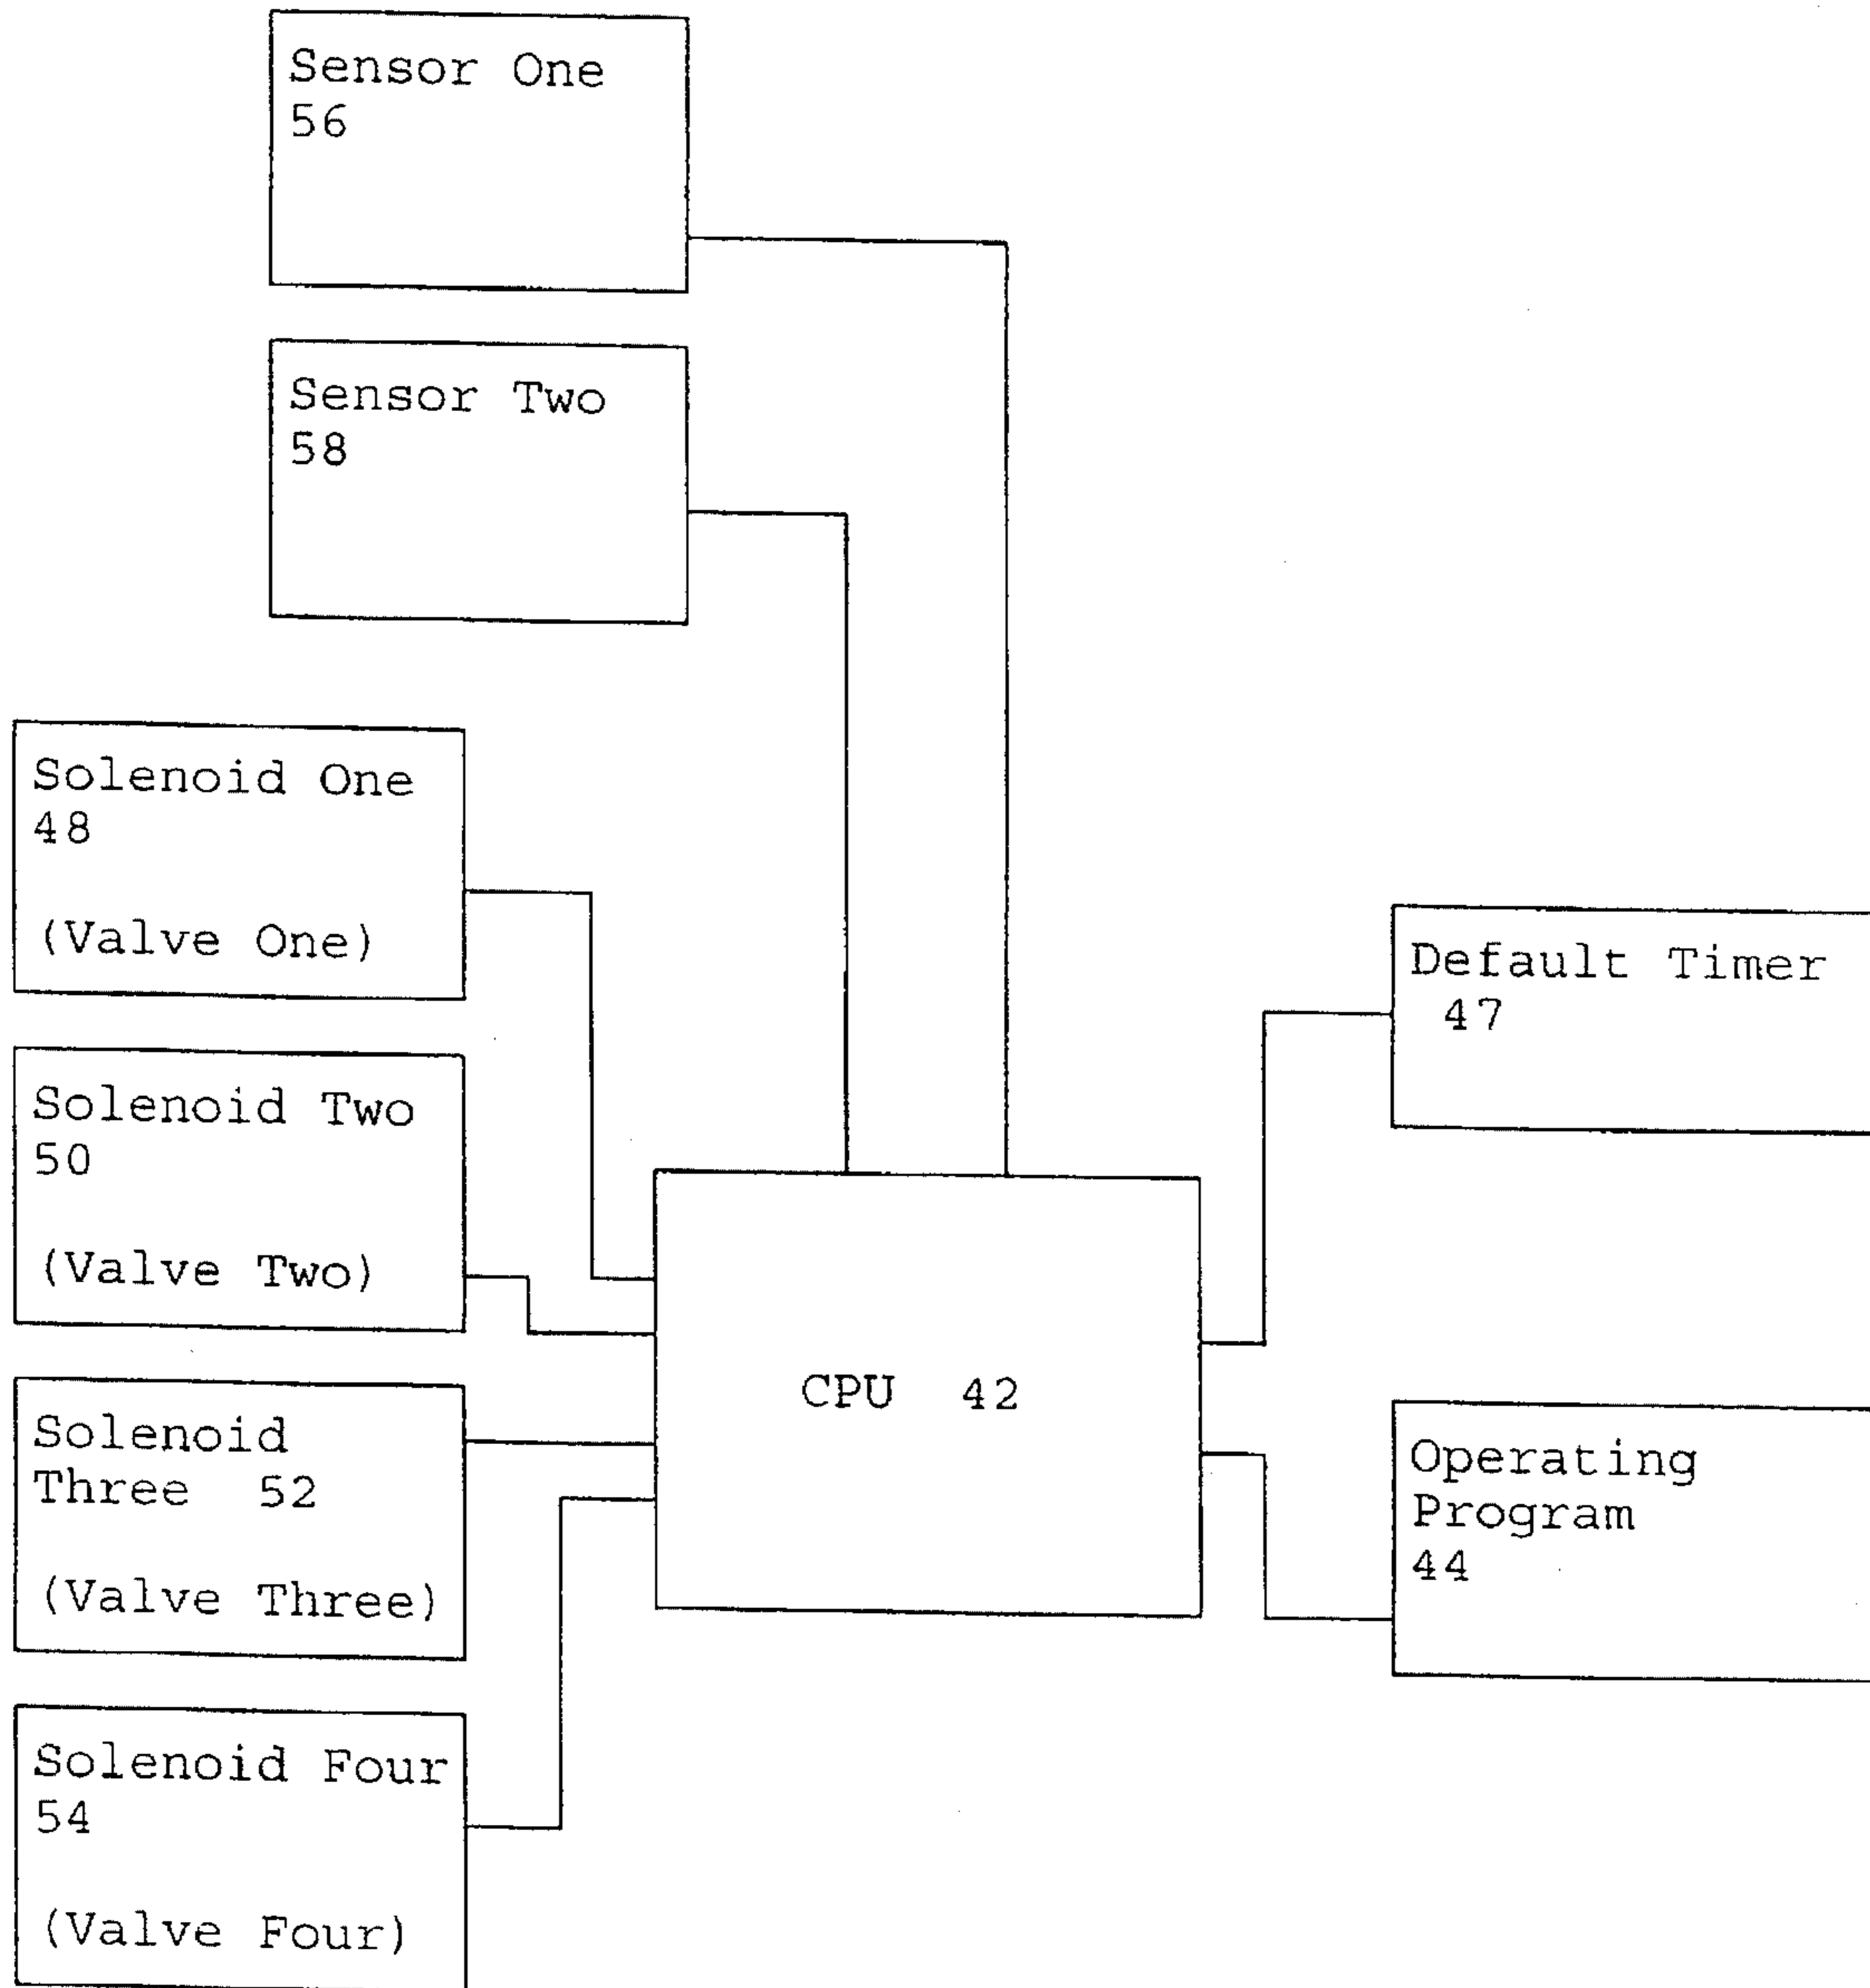 Sensor One
56
Sensor Two
58
Solenoid One
48
(Valve One)
Solenoid Two
50
(Valve Two)
Solenoid
Three 52
(Valve Three)
Solenoid Four
54
(Valve Four)
CPU 42
Default Timer
47
Operating
Program
44